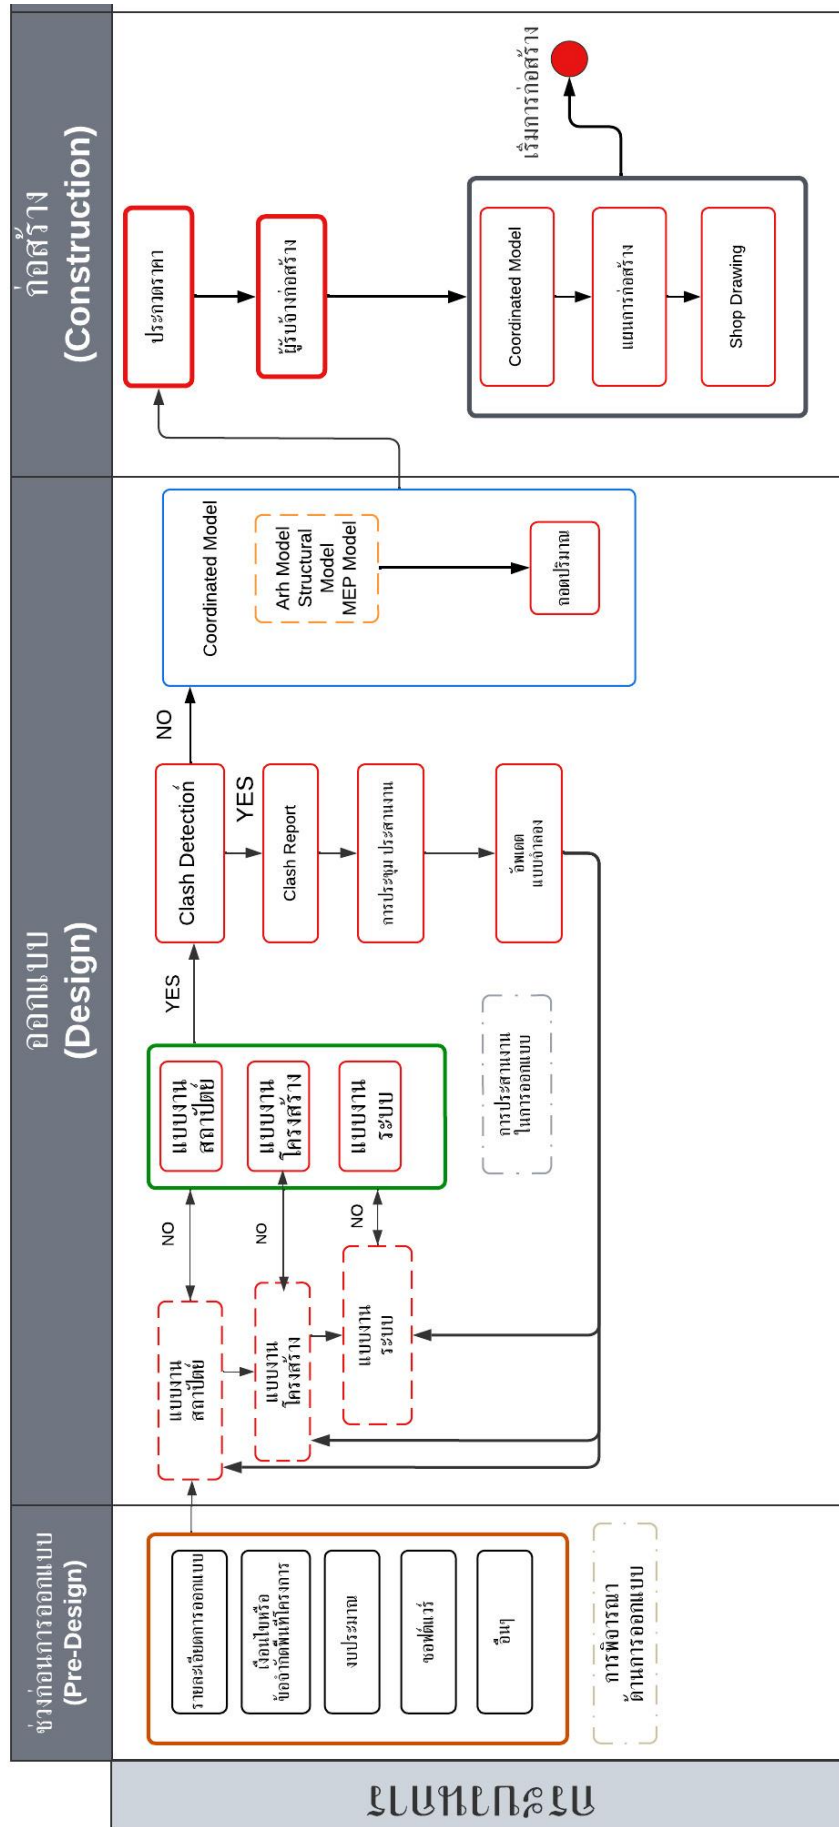 กระบวนการ
ช่วงก่อนการออกแบบ
(Pre-Design)
รายละเอียดการออกแบบ
เงื่อนไขหรือ
ข้อจำกัดพื้นที่โครงการ
งบประมาณ
ซอฟต์แวร์
อื่นๆ
การพิจารณา
ด้านการออกแบบ
ออกแบบ
(Design)
แบบงาน
สถาปัตย์
แบบงาน
โครงสร้าง
แบบงาน
ระบบ
NO
NO
NO
แบบงาน
สถาปัตย์
แบบงาน
โครงสร้าง
แบบงาน
ระบบ
การประสานงาน
ในการออกแบบ
YES
Clash Detection
YES
Clash Report
การประชุม ประสานงาน
อัพเดต
แบบจำลอง
NO
Coordinated Model
Arh Model
Structural
Model
MEP Model
ถอดปริมาณ
ก่อสร้าง
(Construction)
ประกวดราคา
ผู้รับจ้างก่อสร้าง
Coordinated Model
แผนการก่อสร้าง
Shop Drawing
เริ่มการก่อสร้าง